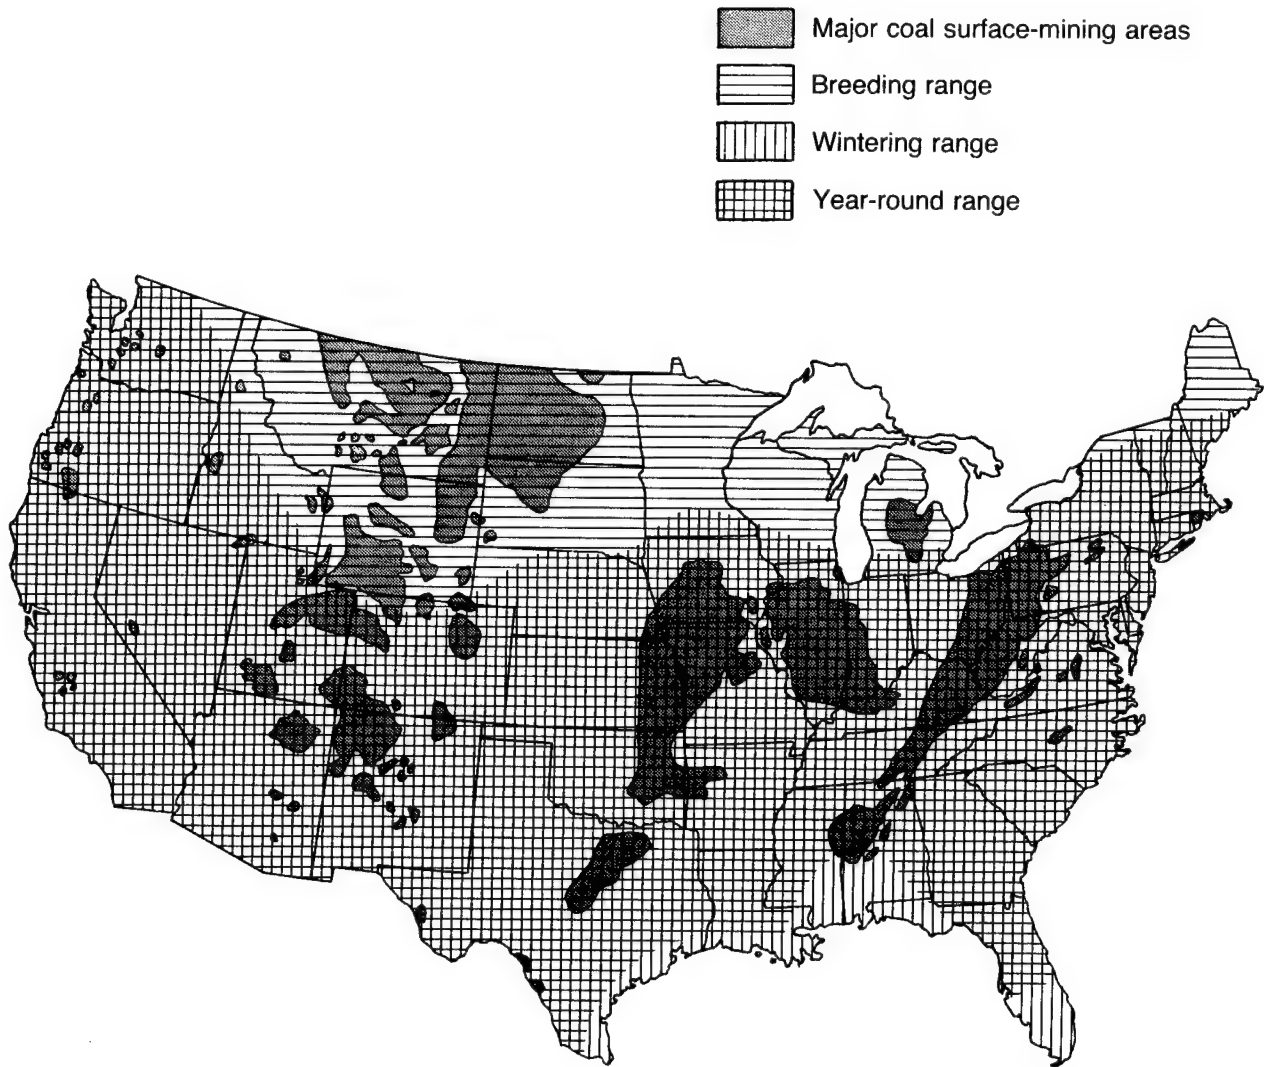 Major coal surface-mining areas
Breeding range
Wintering range
Year-round range